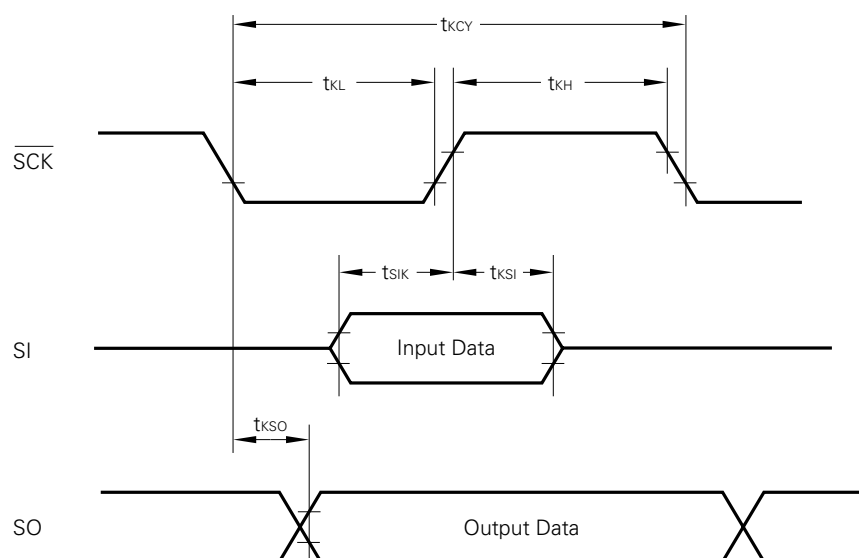 tKCY
tKL
tKH
SCK
tSIK
tKSI
SI
Input Data
tKSO
SO
Output Data